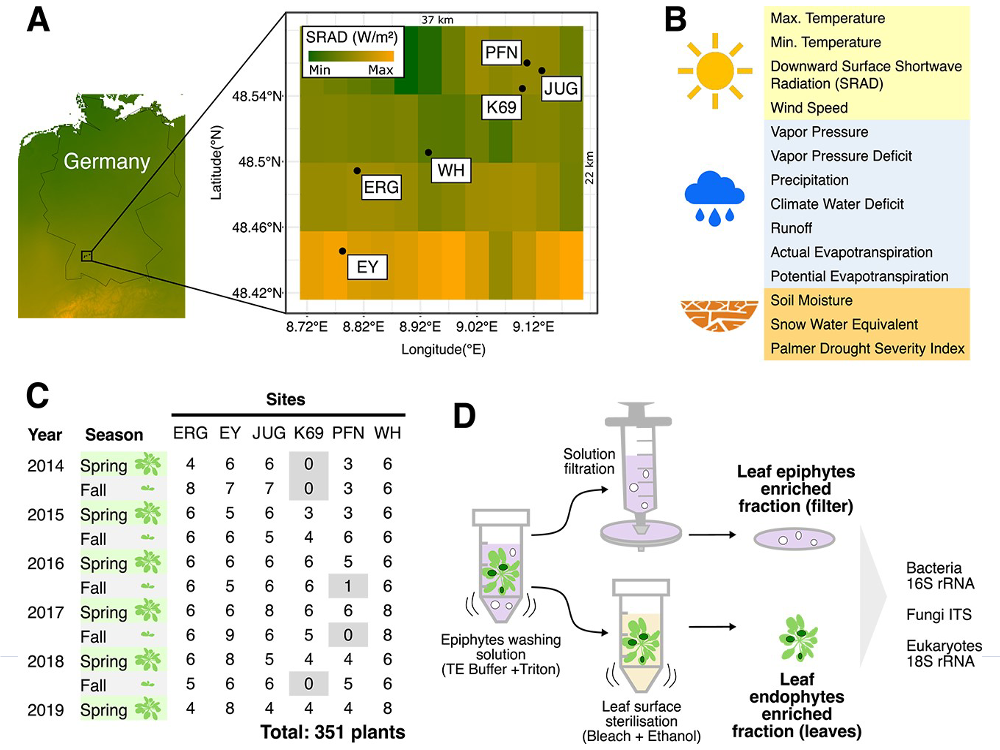 A
37 km
SRAD (W/m²)
Min Max
PFN
JUG
K69
WH
ERG
EY
22 km
Germany
48.54°N
48.5°N
48.46°N
48.42°N
Latitude(°N)
8.72°E 8.82°E 8.92°E 9.02°E 9.12°E
Longitude(°E)
B
Max. Temperature
Min. Temperature
Downward Surface Shortwave
Radiation (SRAD)
Wind Speed
Vapor Pressure
Vapor Pressure Deficit
Precipitation
Climate Water Deficit
Runoff
Actual Evapotranspiration
Potential Evapotranspiration
Soil Moisture
Snow Water Equivalent
Palmer Drought Severity Index
C
Sites
Year Season ERG EY JUG K69 PFN WH
2014 Spring 4 6 6 0 3 6
Fall 8 7 7 0 3 6
2015 Spring 6 5 6 3 3 6
Fall 6 6 5 4 6 6
2016 Spring 6 6 6 6 5 6
Fall 6 5 6 6 1 6
2017 Spring 6 6 8 6 6 8
Fall 6 9 6 5 0 8
2018 Spring 6 8 5 4 4 6
Fall 5 6 6 0 5 6
2019 Spring 4 8 4 4 4 8
Total: 351 plants
D
Solution
filtration
Epiphytes washing
solution
(TE Buffer +Triton)
Leaf surface
sterilisation
(Bleach + Ethanol)
Leaf epiphytes
enriched
fraction (filter)
Leaf
endophytes
enriched
fraction (leaves)
Bacteria
16S rRNA
Fungi ITS
Eukaryotes
18S rRNA